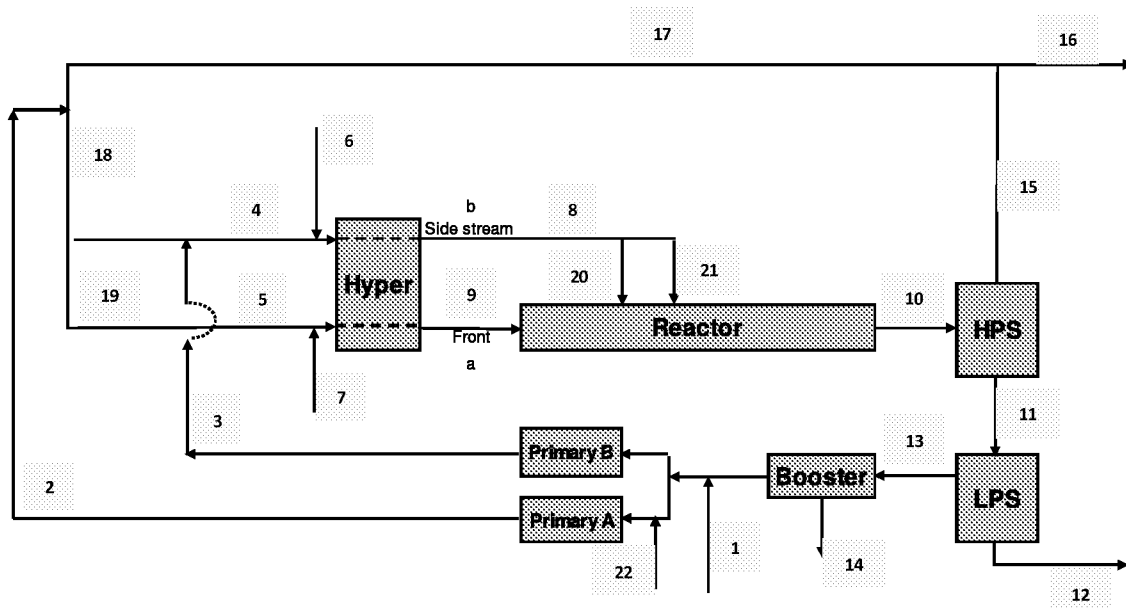 17
16
18
6
15
4
b
8
Side stream
Hyper
20
21
19
5
9
10
Reactor
HPS
Front
a
7
3
11
13
Primary B
2
Booster
LPS
Primary A
1
22
14
12